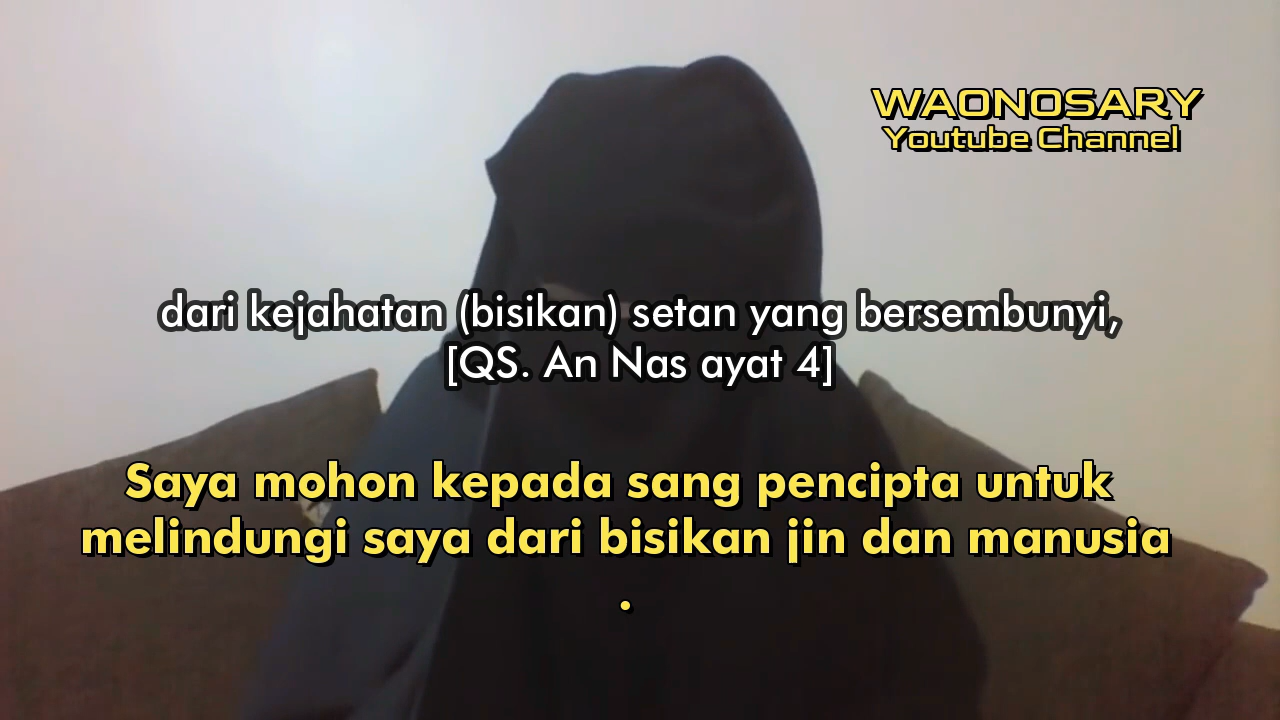 WAONOSARY
Youtube Channel
dari kejahatan (bisikan) setan yang bersembunyi,
[QS. An Nas ayat 4]
Saya mohon kepada sang pencipta untuk
melindungi saya dari bisikan jin dan manusia
.